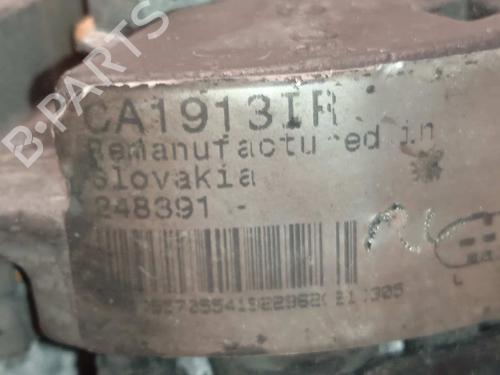 B-PARTS
CA1913IR
Remanufactured in
Slovakia
248391 -
L